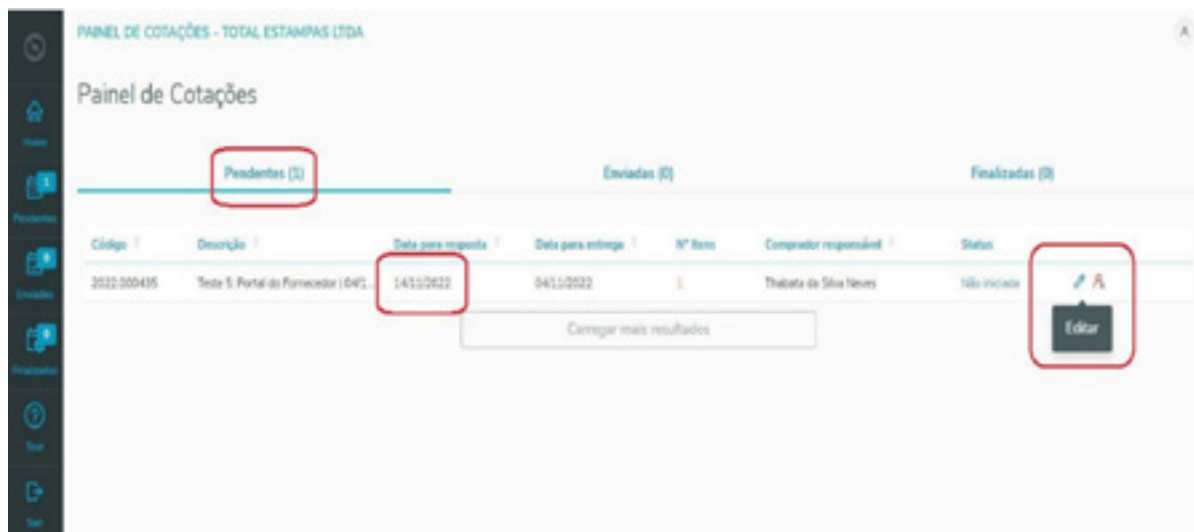 PAINEL DE COTAÇÕES - TOTAL ESTAMPAS LTDA
Painel de Cotações
Home
1
Pendentes
0
Enviadas
0
Finalizadas
Tour
Sair
Pendentes (1) Enviadas (0) Finalizadas (0)
Código Descrição Data para resposta Data para entrega Nº Itens Comprador responsável Status
2022.000435 Teste 5: Portal do Fornecedor | 04/1... 14/11/2022 04/11/2022 1 Thabata da Silva Neves Não iniciada
Editar
Carregar mais resultados